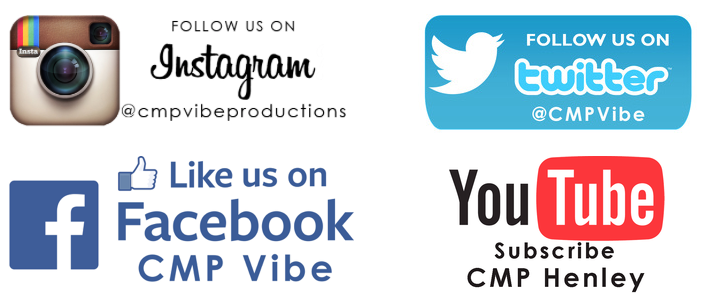 Insta
FOLLOW US ON
Instagram
@cmpvibeproductions
FOLLOW US ON
twitter
@CMPVibe
Like us on
f
Facebook
CMP Vibe
YouTube
Subscribe
CMP Henley